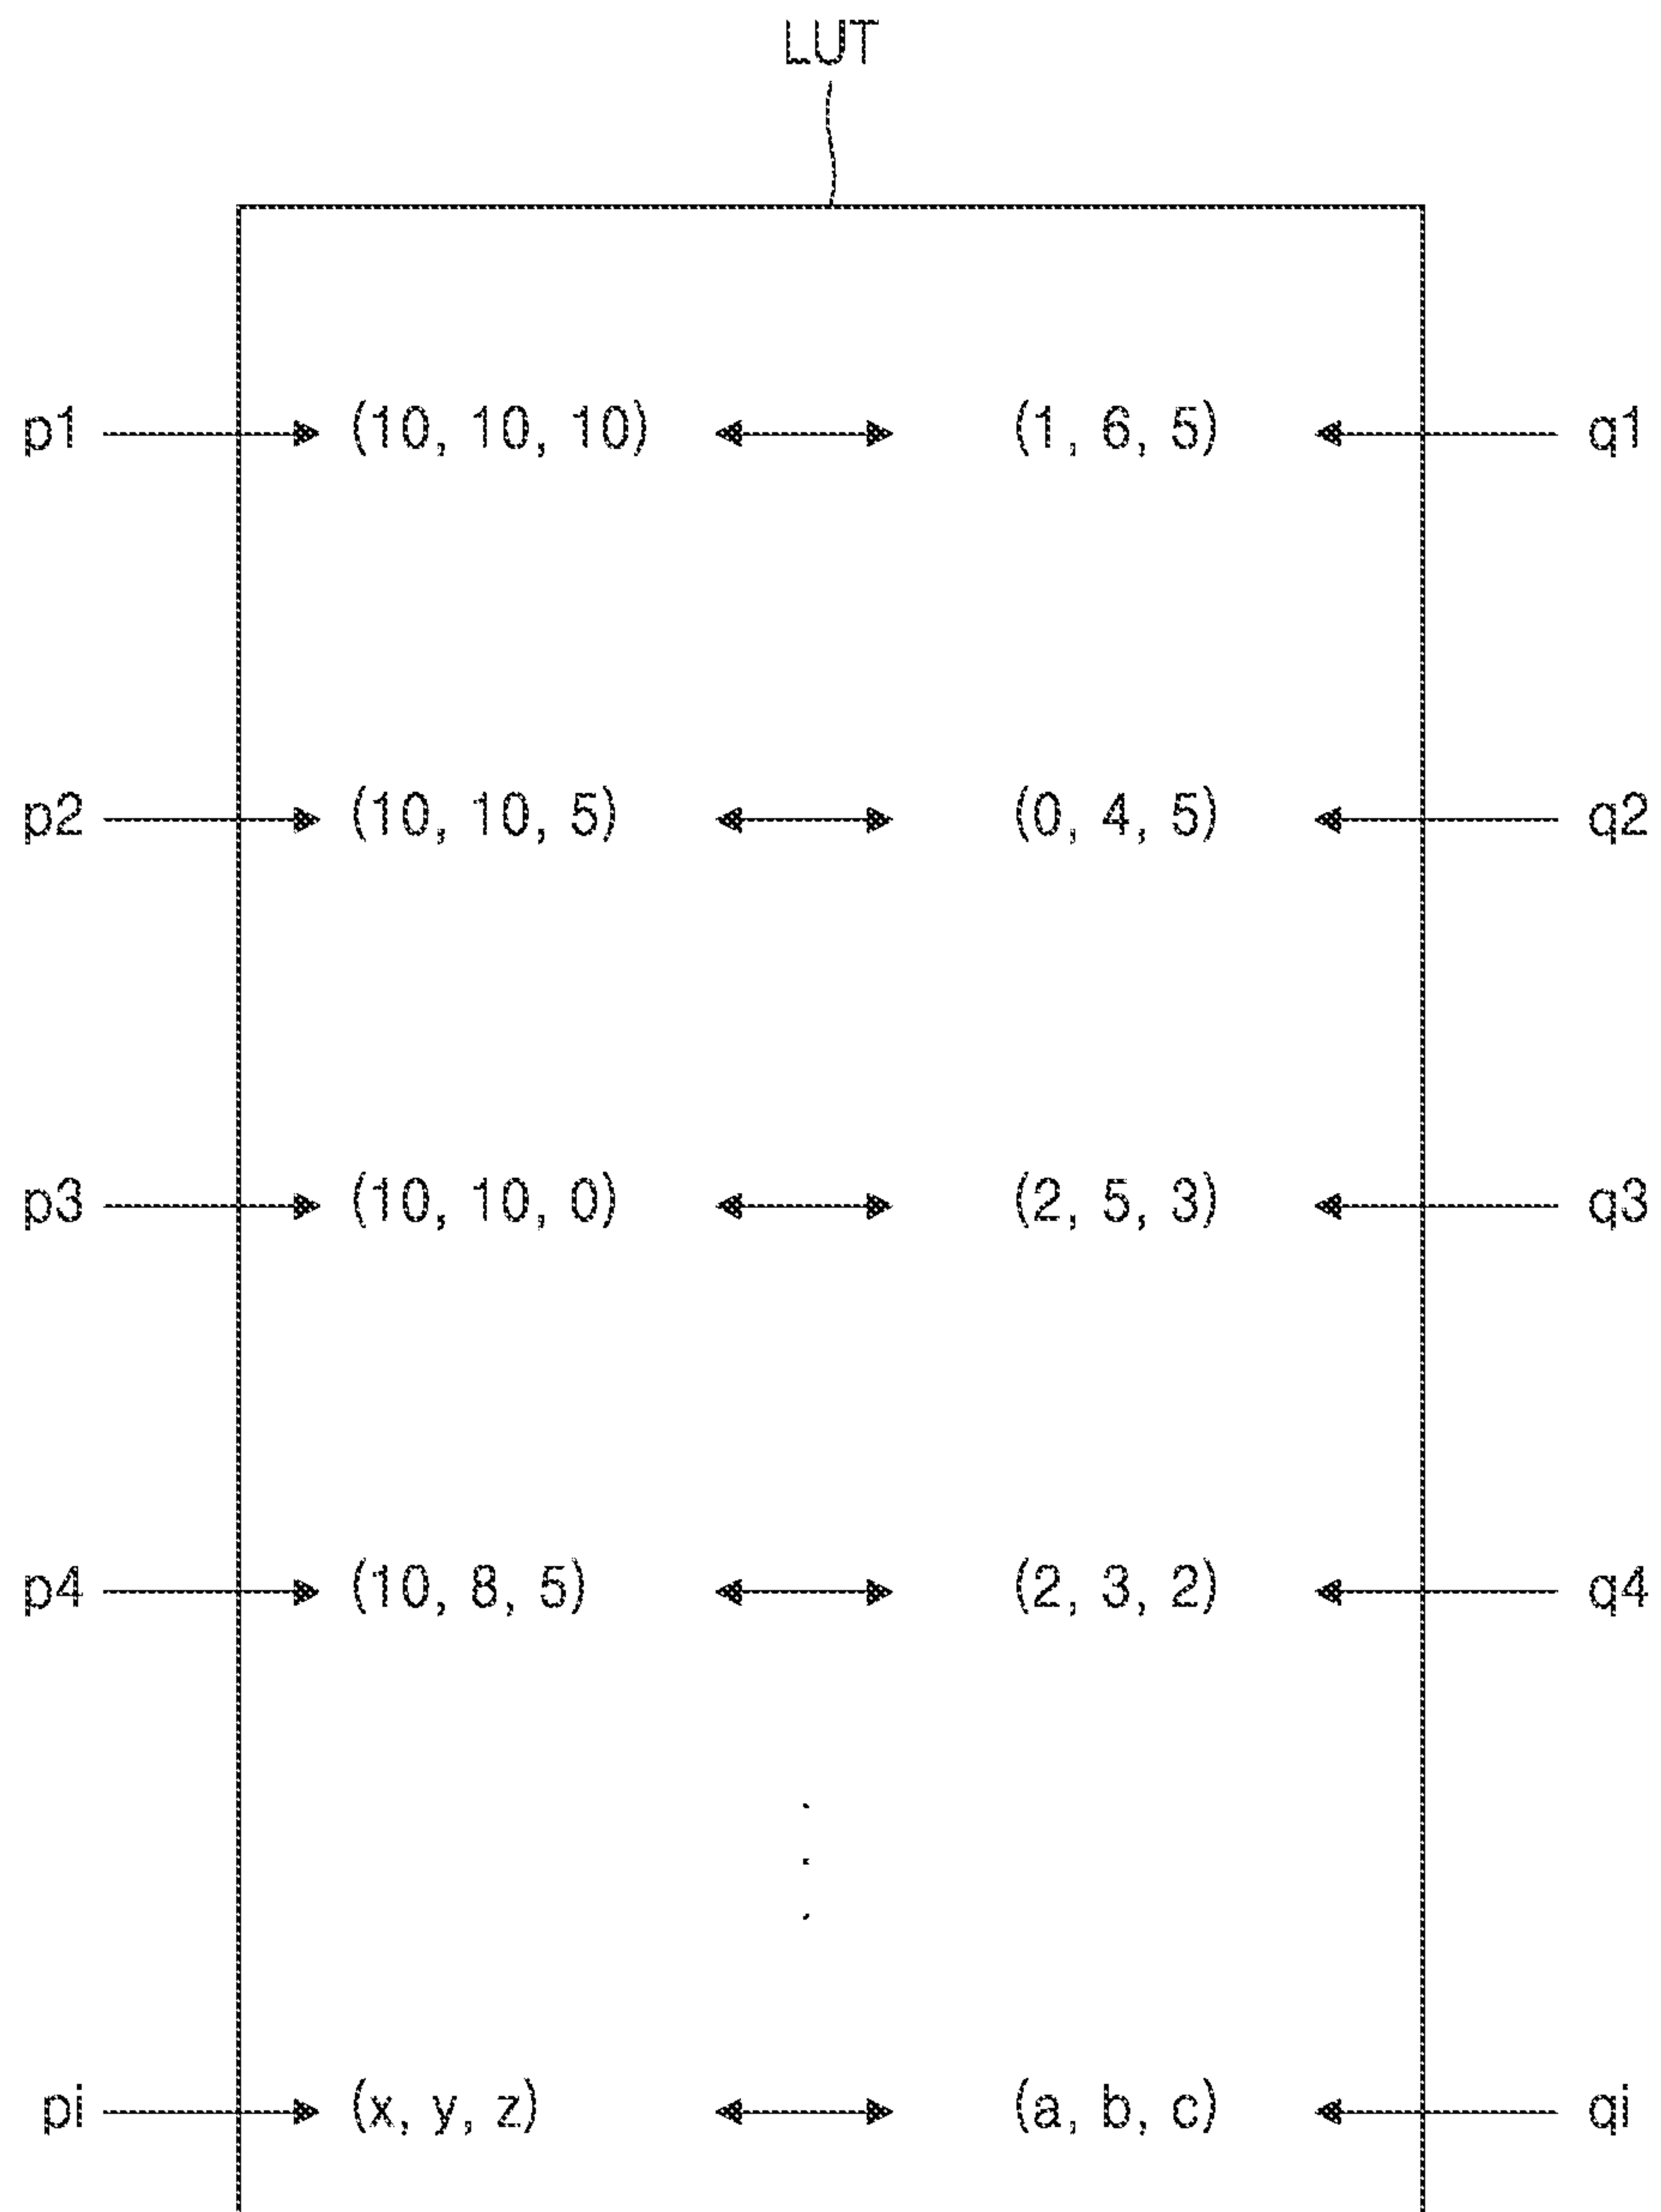 LUT
p1 (10, 10, 10) (1, 6, 5) q1
p2 (10, 10, 5) (0, 4, 5) q2
p3 (10, 10, 0) (2, 5, 3) q3
p4 (10, 8, 5) (2, 3, 2) q4
pi (x, y, z) (a, b, c) qi